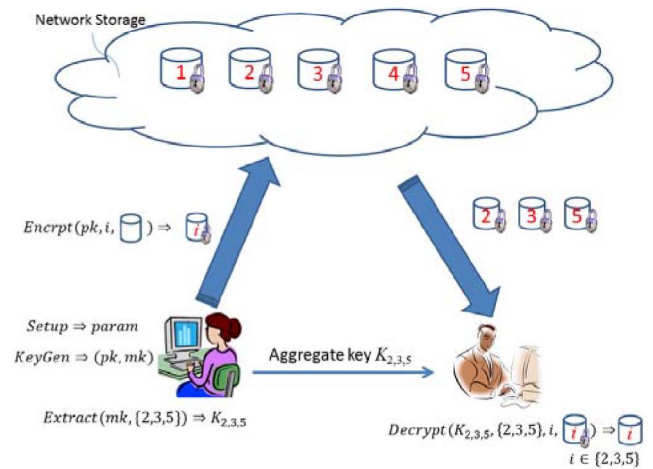 Network Storage
1 2 3 4 5
2 3 5
Encrpt(pk, i, ) ⇒ i
Setup ⇒ param
KeyGen ⇒ (pk, mk)
Aggregate key K2,3,5
Extract(mk, {2,3,5}) ⇒ K2,3,5
Decrypt(K2,3,5, {2,3,5}, i, i ) ⇒ i
i ∈ {2,3,5}